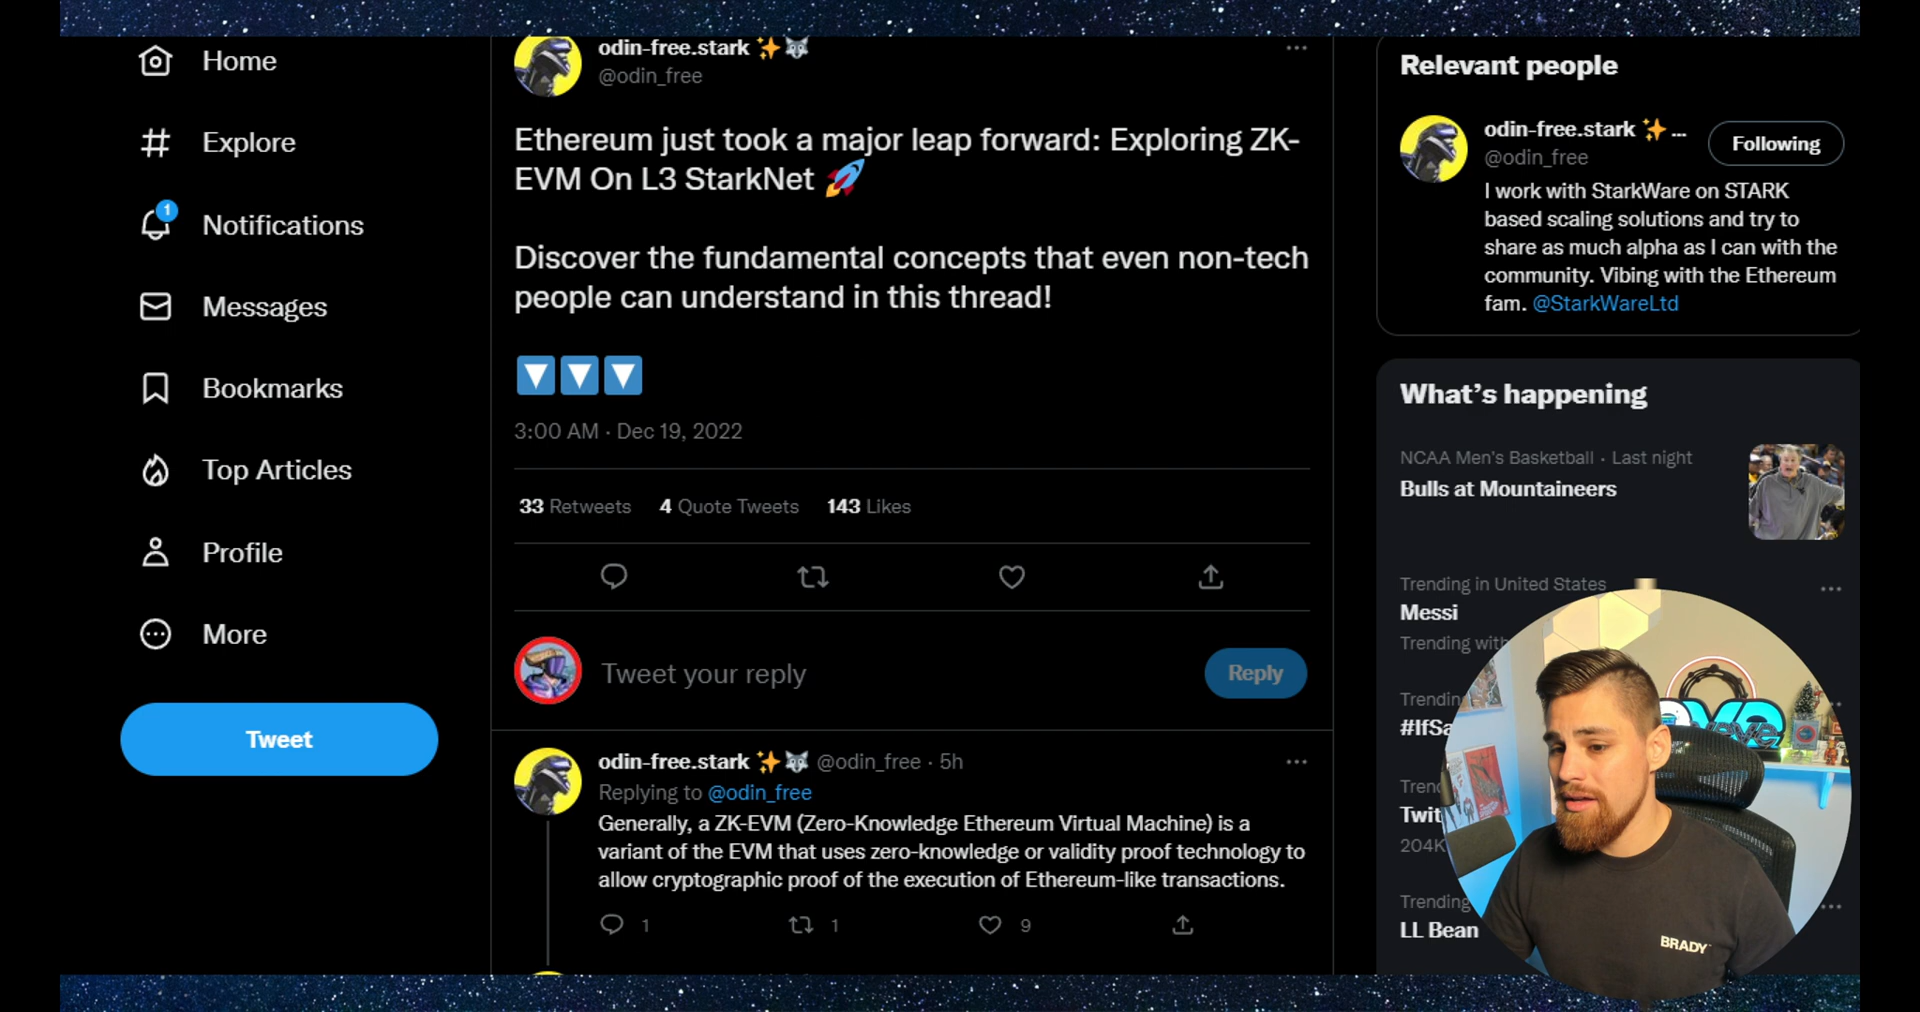 Home
Explore
1
Notifications
Messages
Bookmarks
Top Articles
Profile
More
Tweet
odin-free.stark ✨🐺
@odin_free
Ethereum just took a major leap forward: Exploring ZK-
EVM On L3 StarkNet 🚀
Discover the fundamental concepts that even non-tech
people can understand in this thread!
3:00 AM · Dec 19, 2022
33 Retweets 4 Quote Tweets 143 Likes
Tweet your reply
Reply
odin-free.stark ✨🐺 @odin_free · 5h
Replying to @odin_free
Generally, a ZK-EVM (Zero-Knowledge Ethereum Virtual Machine) is a
variant of the EVM that uses zero-knowledge or validity proof technology to
allow cryptographic proof of the execution of Ethereum-like transactions.
1 1 9
Relevant people
odin-free.stark ✨ ...
@odin_free
Following
I work with StarkWare on STARK
based scaling solutions and try to
share as much alpha as I can with the
community. Vibing with the Ethereum
fam. @StarkWareLtd
What's happening
NCAA Men's Basketball · Last night
Bulls at Mountaineers
Trending in United States
Messi
Trending with
Trending
#IfSa
Trending
Twit
204K
Trending
LL Bean
BRADY